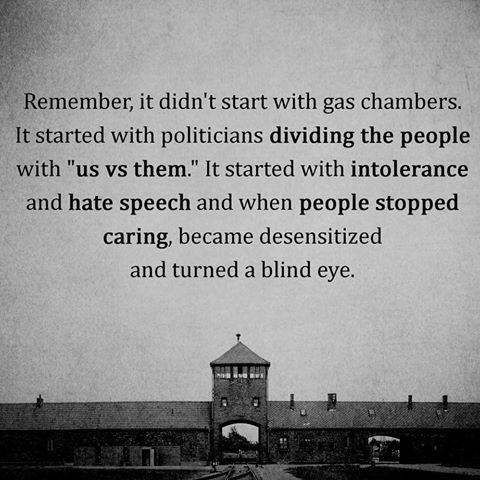 Remember, it didn't start with gas chambers.
It started with politicians dividing the people
with "us vs them." It started with intolerance
and hate speech and when people stopped
caring, became desensitized
and turned a blind eye.